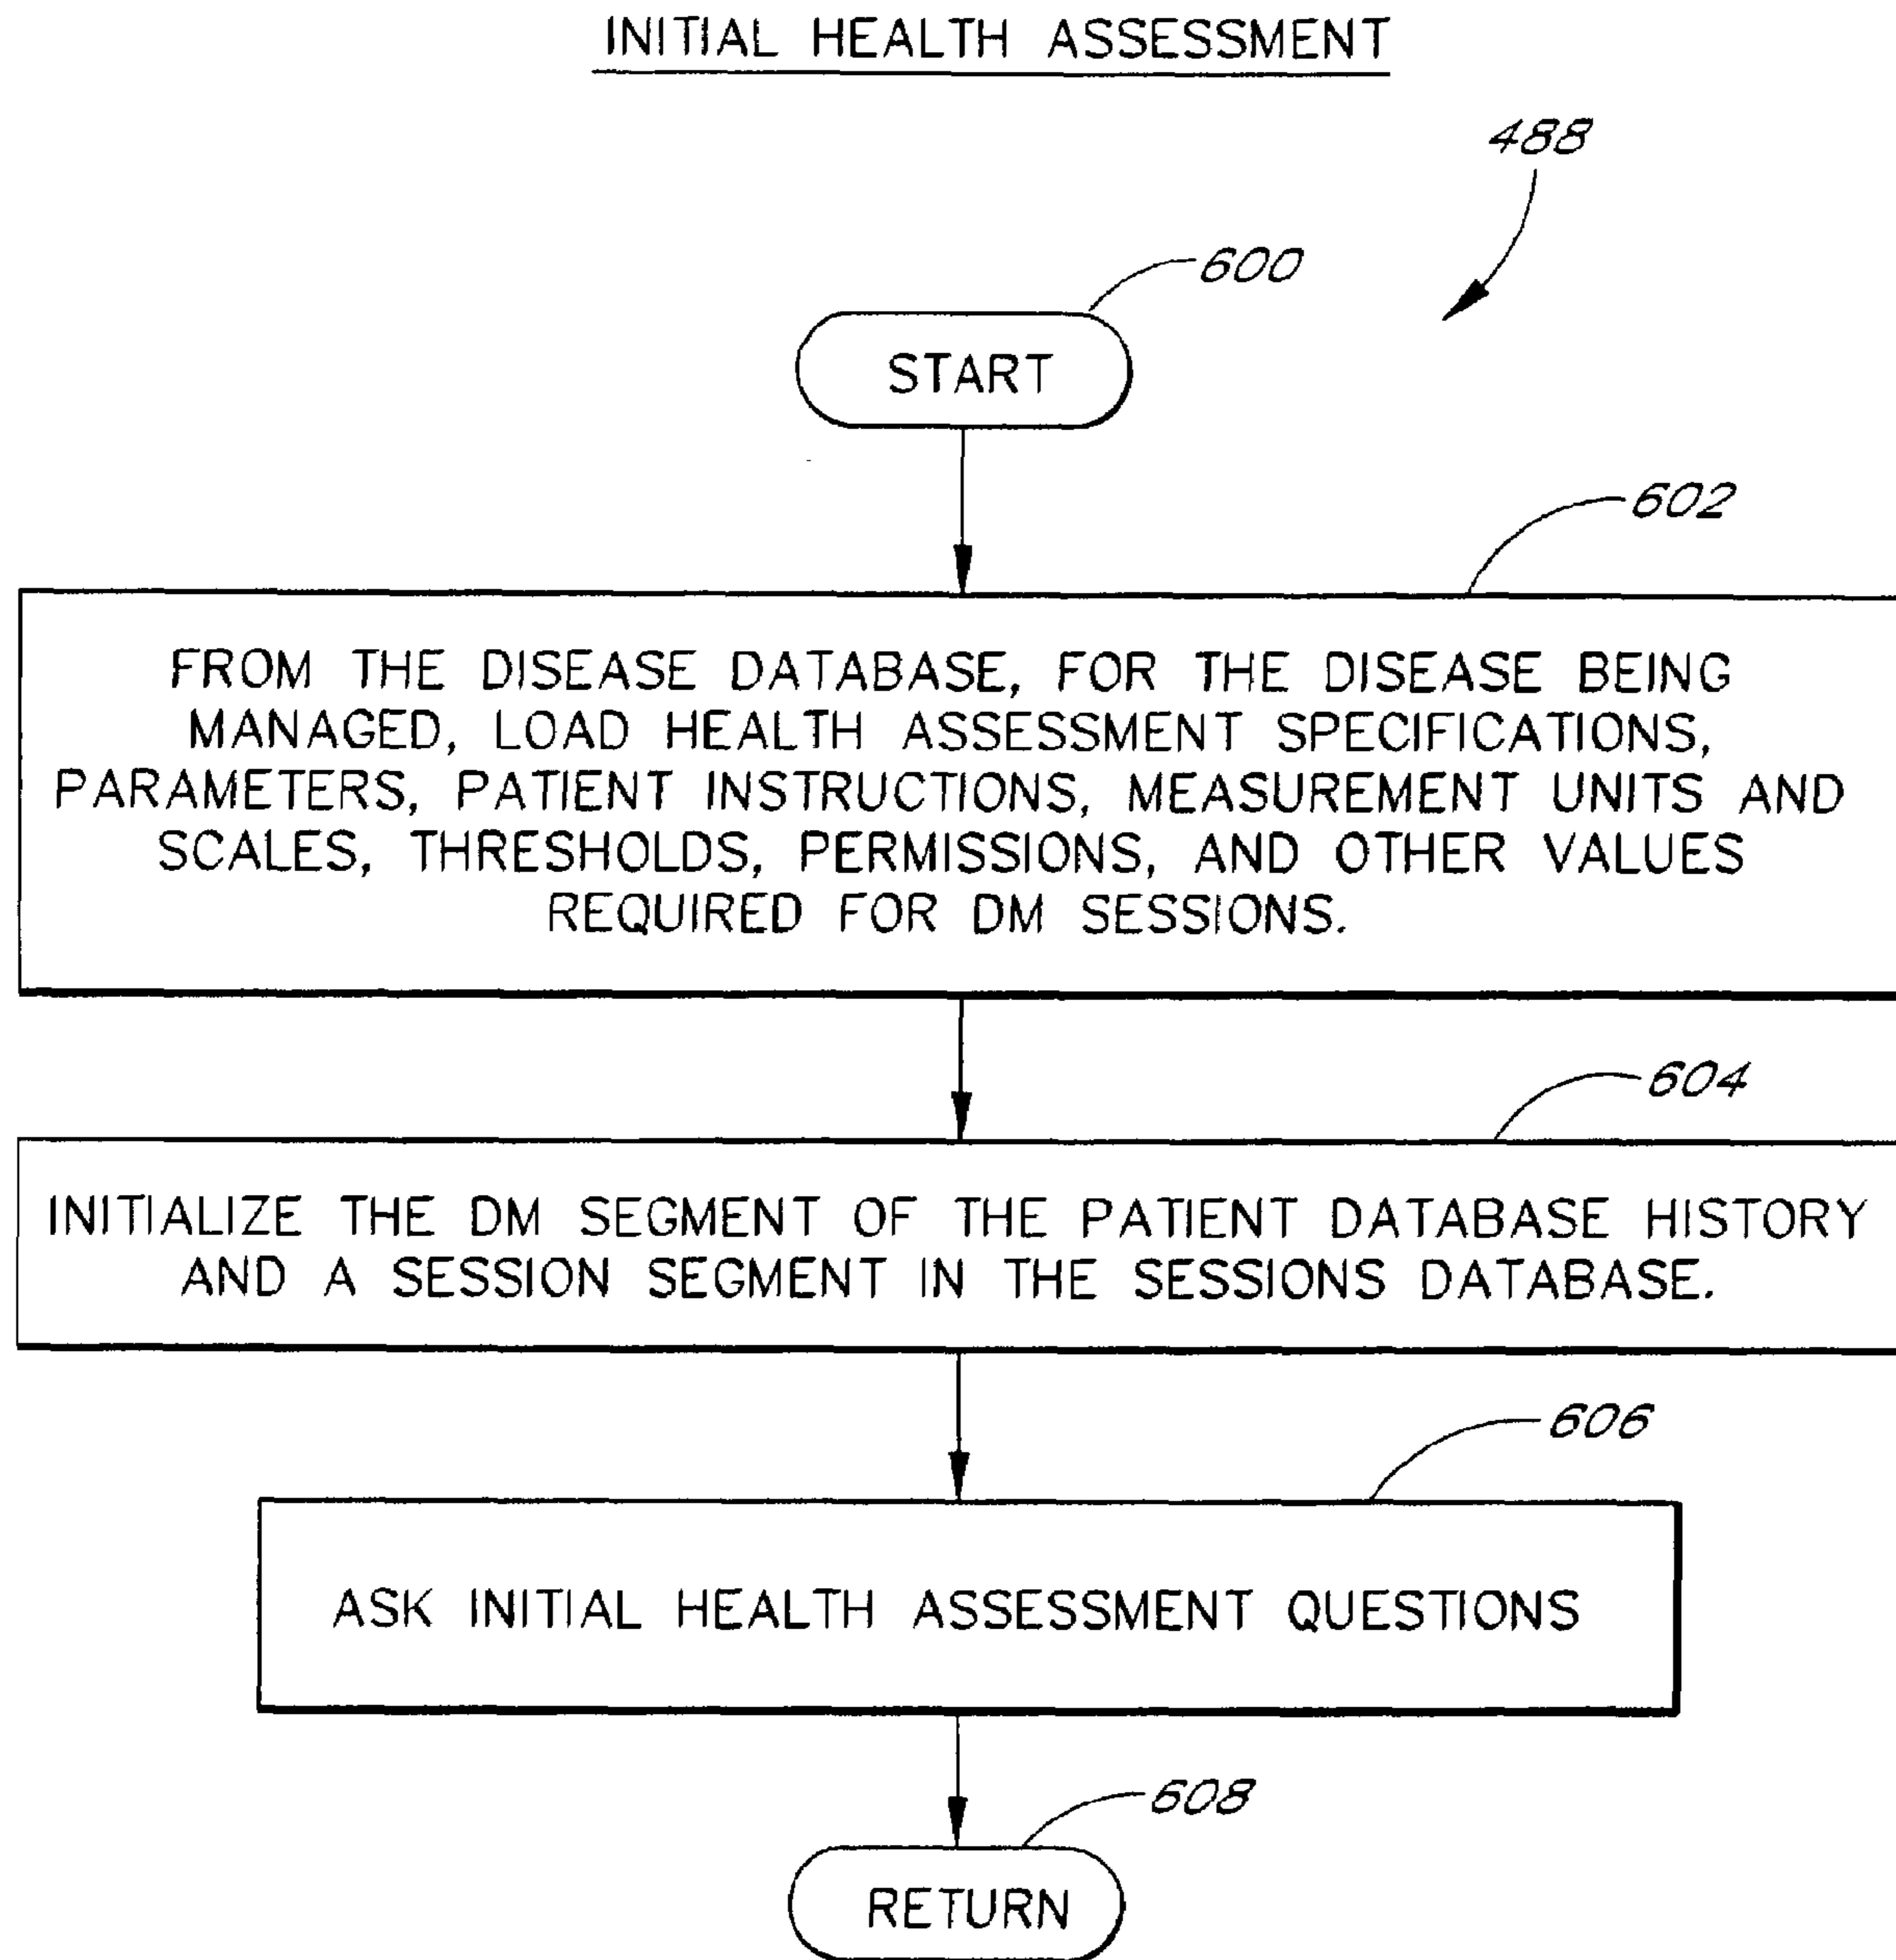 INITIAL HEALTH ASSESSMENT
488
600
START
602
FROM THE DISEASE DATABASE, FOR THE DISEASE BEING
MANAGED, LOAD HEALTH ASSESSMENT SPECIFICATIONS,
PARAMETERS, PATIENT INSTRUCTIONS, MEASUREMENT UNITS AND
SCALES, THRESHOLDS, PERMISSIONS, AND OTHER VALUES
REQUIRED FOR DM SESSIONS.
604
INITIALIZE THE DM SEGMENT OF THE PATIENT DATABASE HISTORY
AND A SESSION SEGMENT IN THE SESSIONS DATABASE.
606
ASK INITIAL HEALTH ASSESSMENT QUESTIONS
608
RETURN